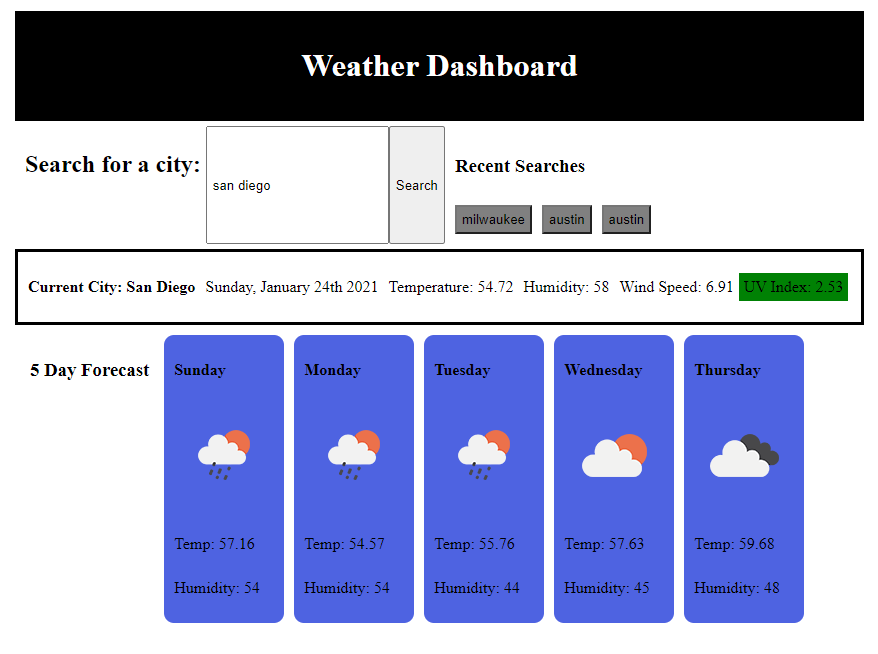 Weather Dashboard
Search for a city:
san diego
Search
Recent Searches
milwaukee austin austin
Current City: San Diego Sunday, January 24th 2021 Temperature: 54.72 Humidity: 58 Wind Speed: 6.91 UV Index: 2.53
5 Day Forecast
Sunday
Temp: 57.16
Humidity: 54
Monday
Temp: 54.57
Humidity: 54
Tuesday
Temp: 55.76
Humidity: 44
Wednesday
Temp: 57.63
Humidity: 45
Thursday
Temp: 59.68
Humidity: 48